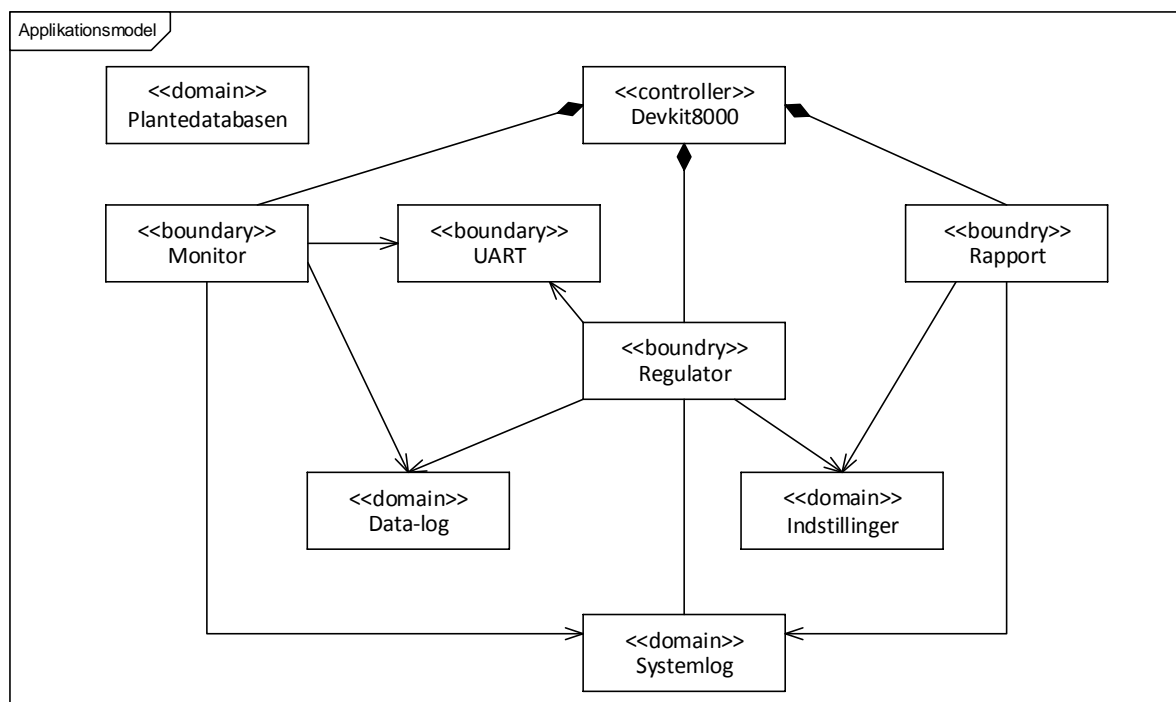 Applikationsmodel
<<domain>>
Plantedatabasen
<<controller>>
Devkit8000
<<boundary>>
Monitor
<<boundary>>
UART
<<boundry>>
Rapport
<<boundry>>
Regulator
<<domain>>
Data-log
<<domain>>
Indstillinger
<<domain>>
Systemlog